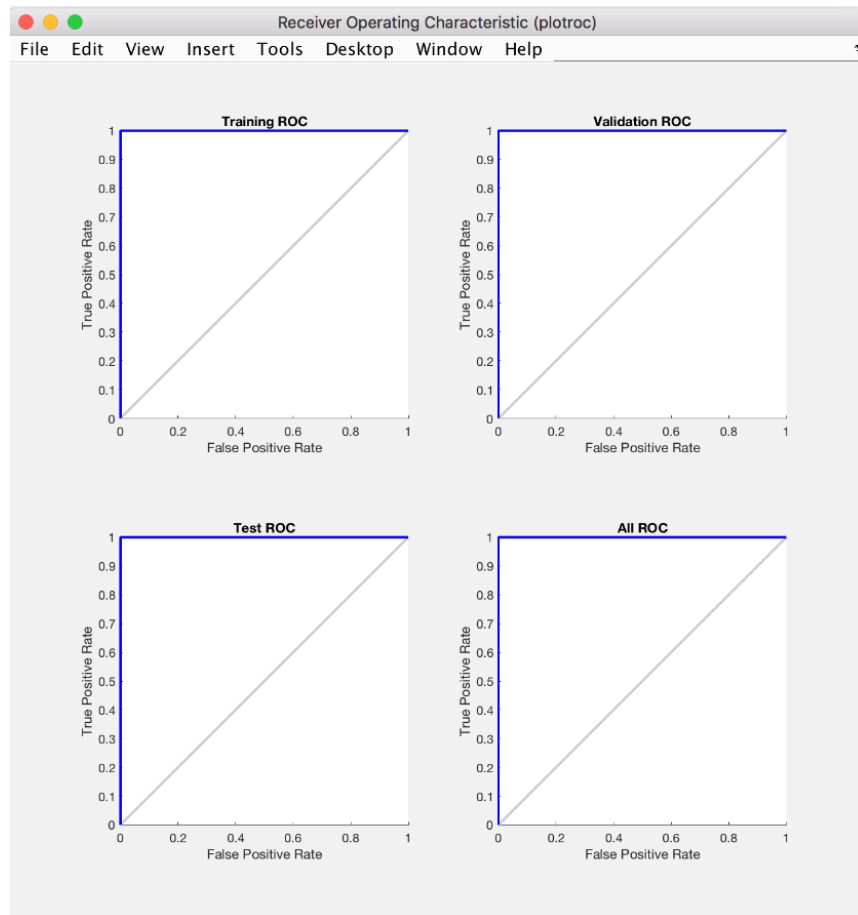 Receiver Operating Characteristic (plotroc)
File Edit View Insert Tools Desktop Window Help
Training ROC
1
0.9
0.8
0.7
0.6
0.5
0.4
0.3
0.2
0.1
0
True Positive Rate
0 0.2 0.4 0.6 0.8 1
False Positive Rate
Validation ROC
1
0.9
0.8
0.7
0.6
0.5
0.4
0.3
0.2
0.1
0
True Positive Rate
0 0.2 0.4 0.6 0.8 1
False Positive Rate
Test ROC
1
0.9
0.8
0.7
0.6
0.5
0.4
0.3
0.2
0.1
0
True Positive Rate
0 0.2 0.4 0.6 0.8 1
False Positive Rate
All ROC
1
0.9
0.8
0.7
0.6
0.5
0.4
0.3
0.2
0.1
0
True Positive Rate
0 0.2 0.4 0.6 0.8 1
False Positive Rate